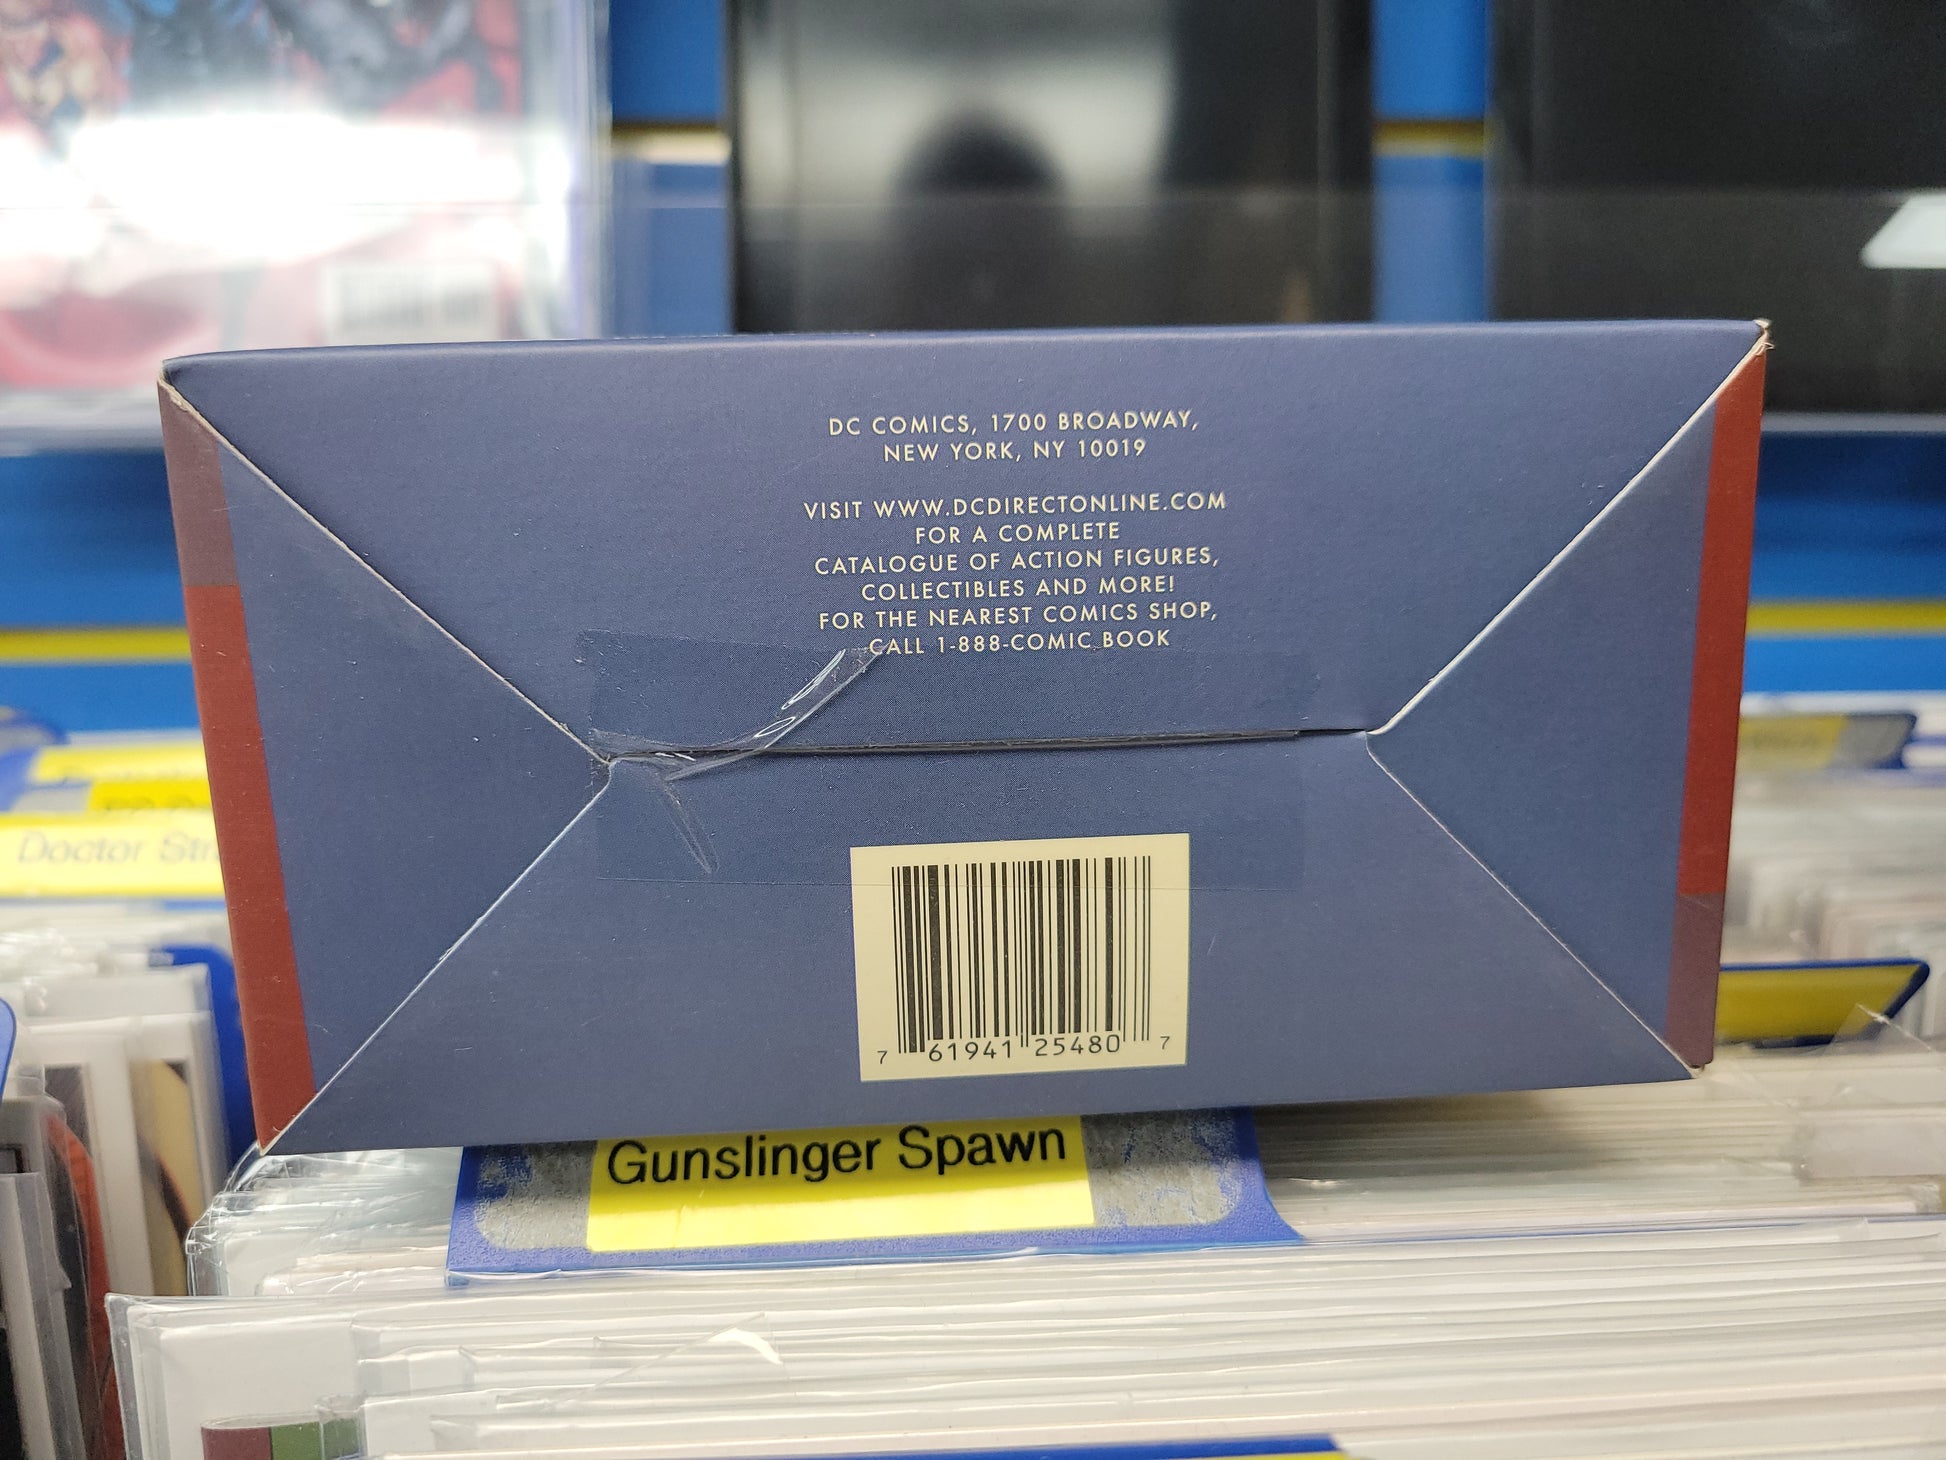 DC COMICS, 1700 BROADWAY,
NEW YORK, NY 10019
VISIT WWW.DCDIRECTONLINE.COM
FOR A COMPLETE
CATALOGUE OF ACTION FIGURES,
COLLECTIBLES AND MORE!
FOR THE NEAREST COMICS SHOP,
CALL 1-888-COMIC BOOK
Doctor
7 61941 25480 7
Gunslinger Spawn